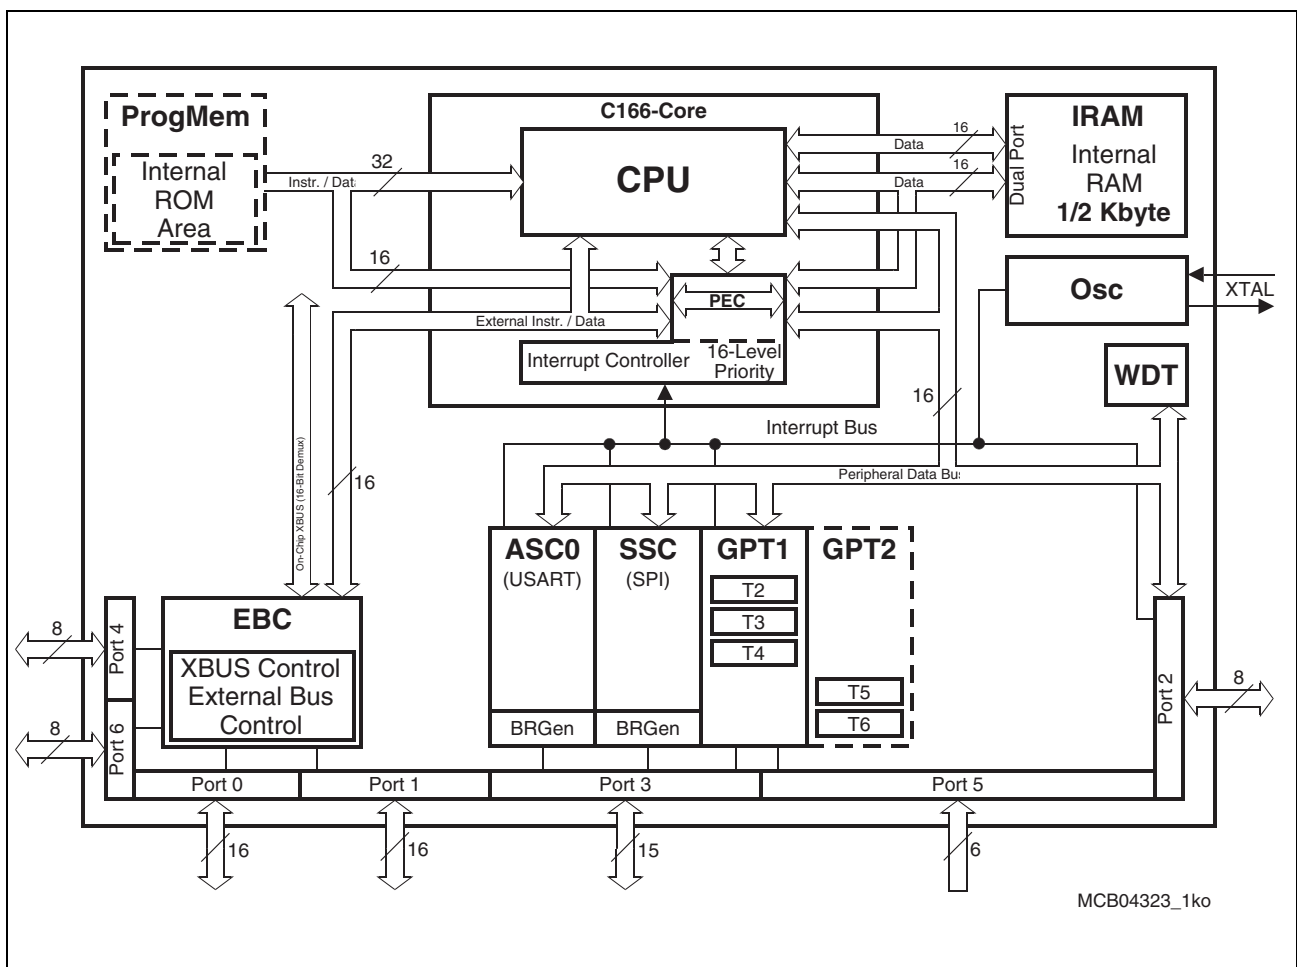 C166-Core
ProgMem
Internal
ROM
Area
32
Instr. / Data
16
CPU
16
Data
16
Data
Dual Port
IRAM
Internal
RAM
1/2 Kbyte
Osc
XTAL
PEC
External Instr. / Data
Interrupt Controller
16-Level
Priority
WDT
16
Interrupt Bus
Peripheral Data Bus
On-Chip XBUS (16-Bit Demux)
16
ASC0
(USART)
BRGen
SSC
(SPI)
BRGen
GPT1
T2
T3
T4
GPT2
T5
T6
EBC
XBUS Control
External Bus
Control
8
Port 4
8
Port 6
Port 2
8
Port 0
Port 1
Port 3
Port 5
16
16
15
6
MCB04323_1ko